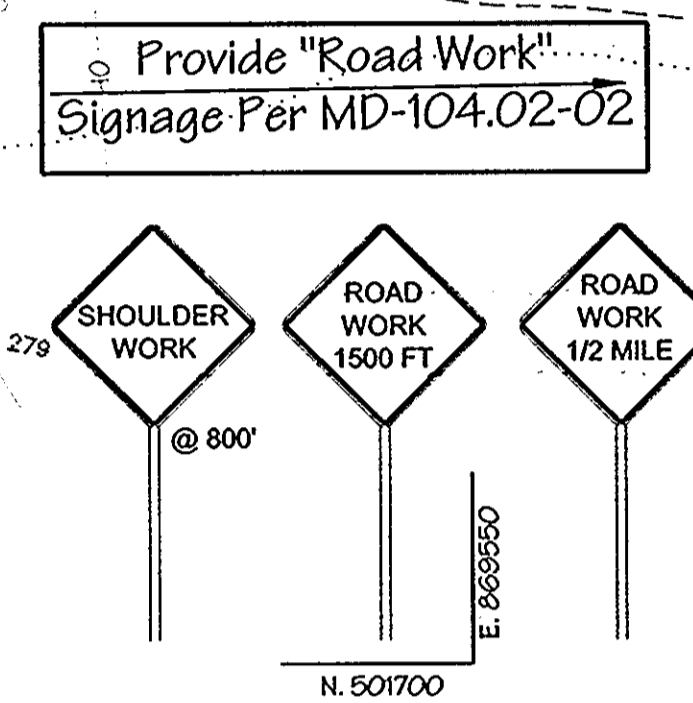 Provide "Road Work"
Signage Per MD-104.02-02
SHOULDER
WORK
@ 800'
ROAD
WORK
1500 FT
ROAD
WORK
1/2 MILE
279
E. 869550
N. 501700